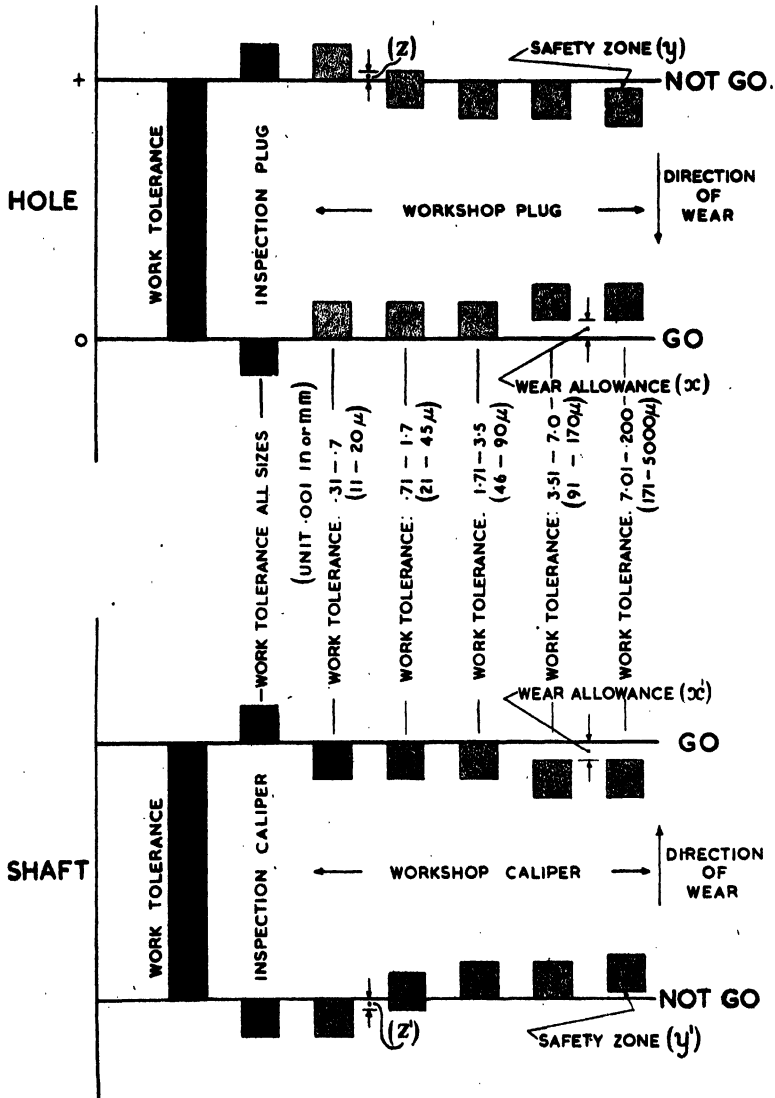 (z)
SAFETY ZONE (y)
+
NOT GO.
WORK TOLERANCE
INSPECTION PLUG
HOLE
WORKSHOP PLUG
DIRECTION
OF
WEAR
O
GO
WEAR ALLOWANCE (x)
WORK TOLERANCE ALL SIZES
(UNIT .001 in or mm)
WORK TOLERANCE. .31 - .7
(11 - 20μ)
WORK TOLERANCE: .71 - 1.7
(21 - 45μ)
WORK TOLERANCE. 1.71 - 3.5
(46 - 90μ)
WORK TOLERANCE: 3.51 - 7.0
(91 - 170μ)
WORK TOLERANCE. 7.01 - .200
(171-5000μ)
WEAR ALLOWANCE (x')
GO
WORK TOLERANCE
INSPECTION CALIPER
SHAFT
WORKSHOP CALIPER
DIRECTION
OF
WEAR
NOT GO
(z')
SAFETY ZONE (y')